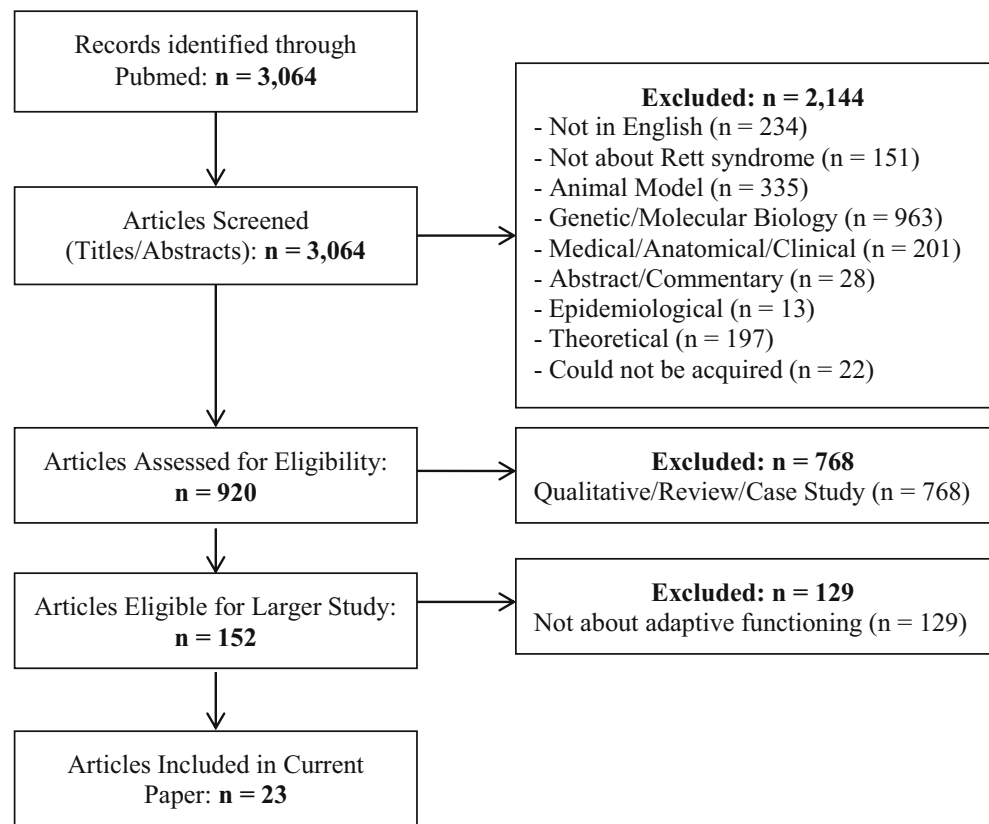 Records identified through
Pubmed: n = 3,064
Excluded: n = 2,144
- Not in English (n = 234)
- Not about Rett syndrome (n = 151)
- Animal Model (n = 335)
- Genetic/Molecular Biology (n = 963)
- Medical/Anatomical/Clinical (n = 201)
- Abstract/Commentary (n = 28)
- Epidemiological (n = 13)
- Theoretical (n = 197)
- Could not be acquired (n = 22)
Articles Screened
(Titles/Abstracts): n = 3,064
Articles Assessed for Eligibility:
n = 920
Excluded: n = 768
Qualitative/Review/Case Study (n = 768)
Articles Eligible for Larger Study:
n = 152
Excluded: n = 129
Not about adaptive functioning (n = 129)
Articles Included in Current
Paper: n = 23